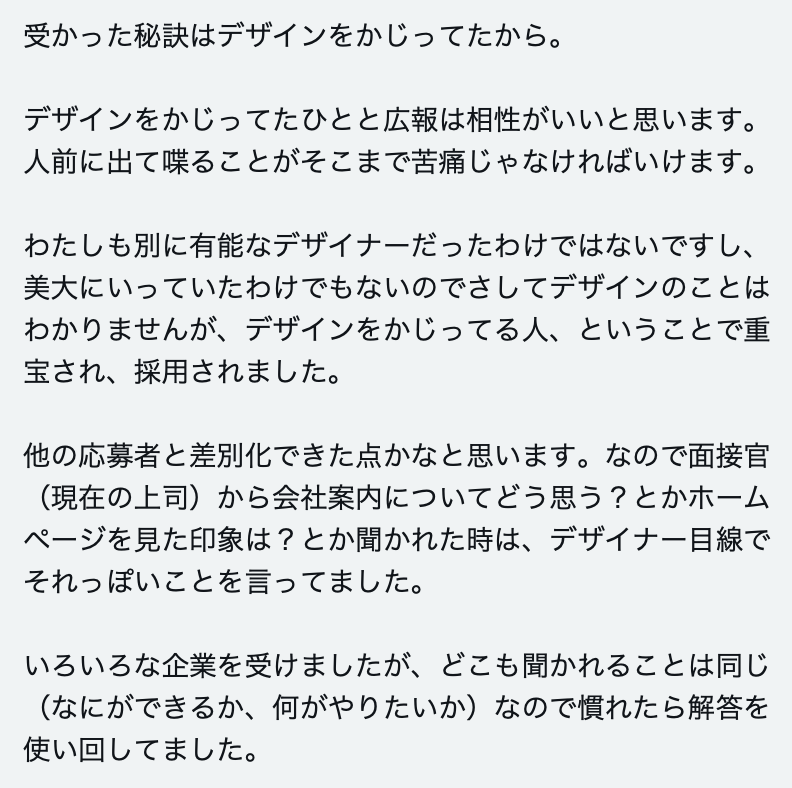 受かった秘訣はデザインをかじってたから。
デザインをかじってたひとと広報は相性がいいと思います。
人前に出て喋ることがそこまで苦痛じゃなければいけます。
わたしも別に有能なデザイナーだったわけではないですし、
美大にいっていたわけでもないのでさしてデザインのことは
わかりませんが、デザインをかじってる人、ということで重
宝され、採用されました。
他の応募者と差別化できた点かなと思います。なので面接官
（現在の上司）から会社案内についてどう思う？とかホーム
ページを見た印象は？とか聞かれた時は、デザイナー目線で
それっぽいことを言ってました。
いろいろな企業を受けましたが、どこも聞かれることは同じ
（なにができるか、何がやりたいか）なので慣れたら解答を
使い回してました。